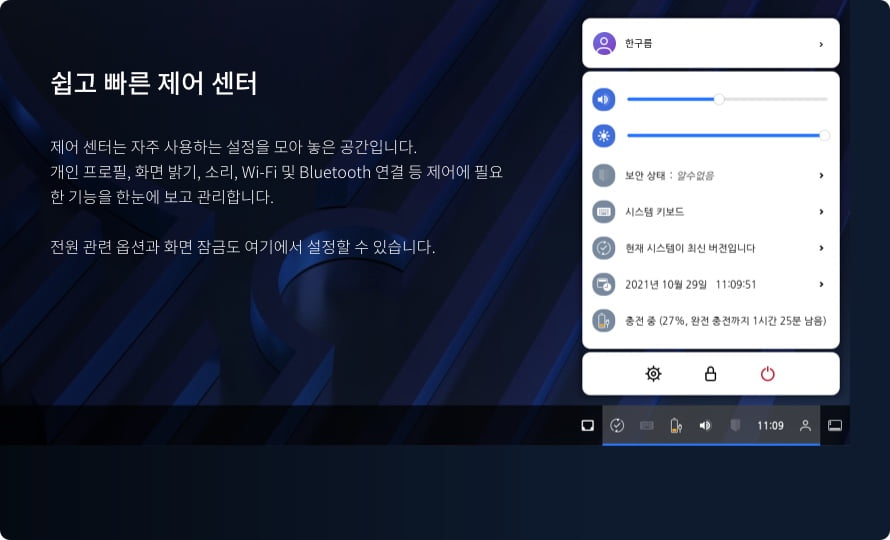 쉽고 빠른 제어 센터
제어 센터는 자주 사용하는 설정을 모아 놓은 공간입니다.
개인 프로필, 화면 밝기, 소리, Wi-Fi 및 Bluetooth 연결 등 제어에 필요
한 기능을 한눈에 보고 관리합니다.
전원 관련 옵션과 화면 잠금도 여기에서 설정할 수 있습니다.
한구름
보안 상태 : 알수없음
시스템 키보드
현재 시스템이 최신 버전입니다
2021년 10월 29일 11:09:51
충전 중 (27%, 완전 충전까지 1시간 25분 남음)
11:09